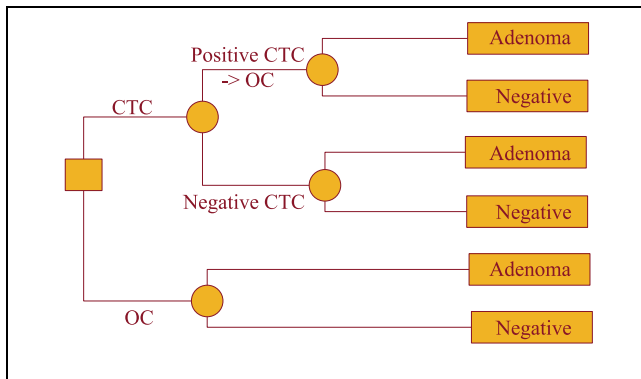 Adenoma
Positive CTC
-> OC
CTC
Negative
Adenoma
Negative CTC
Negative
Adenoma
OC
Negative